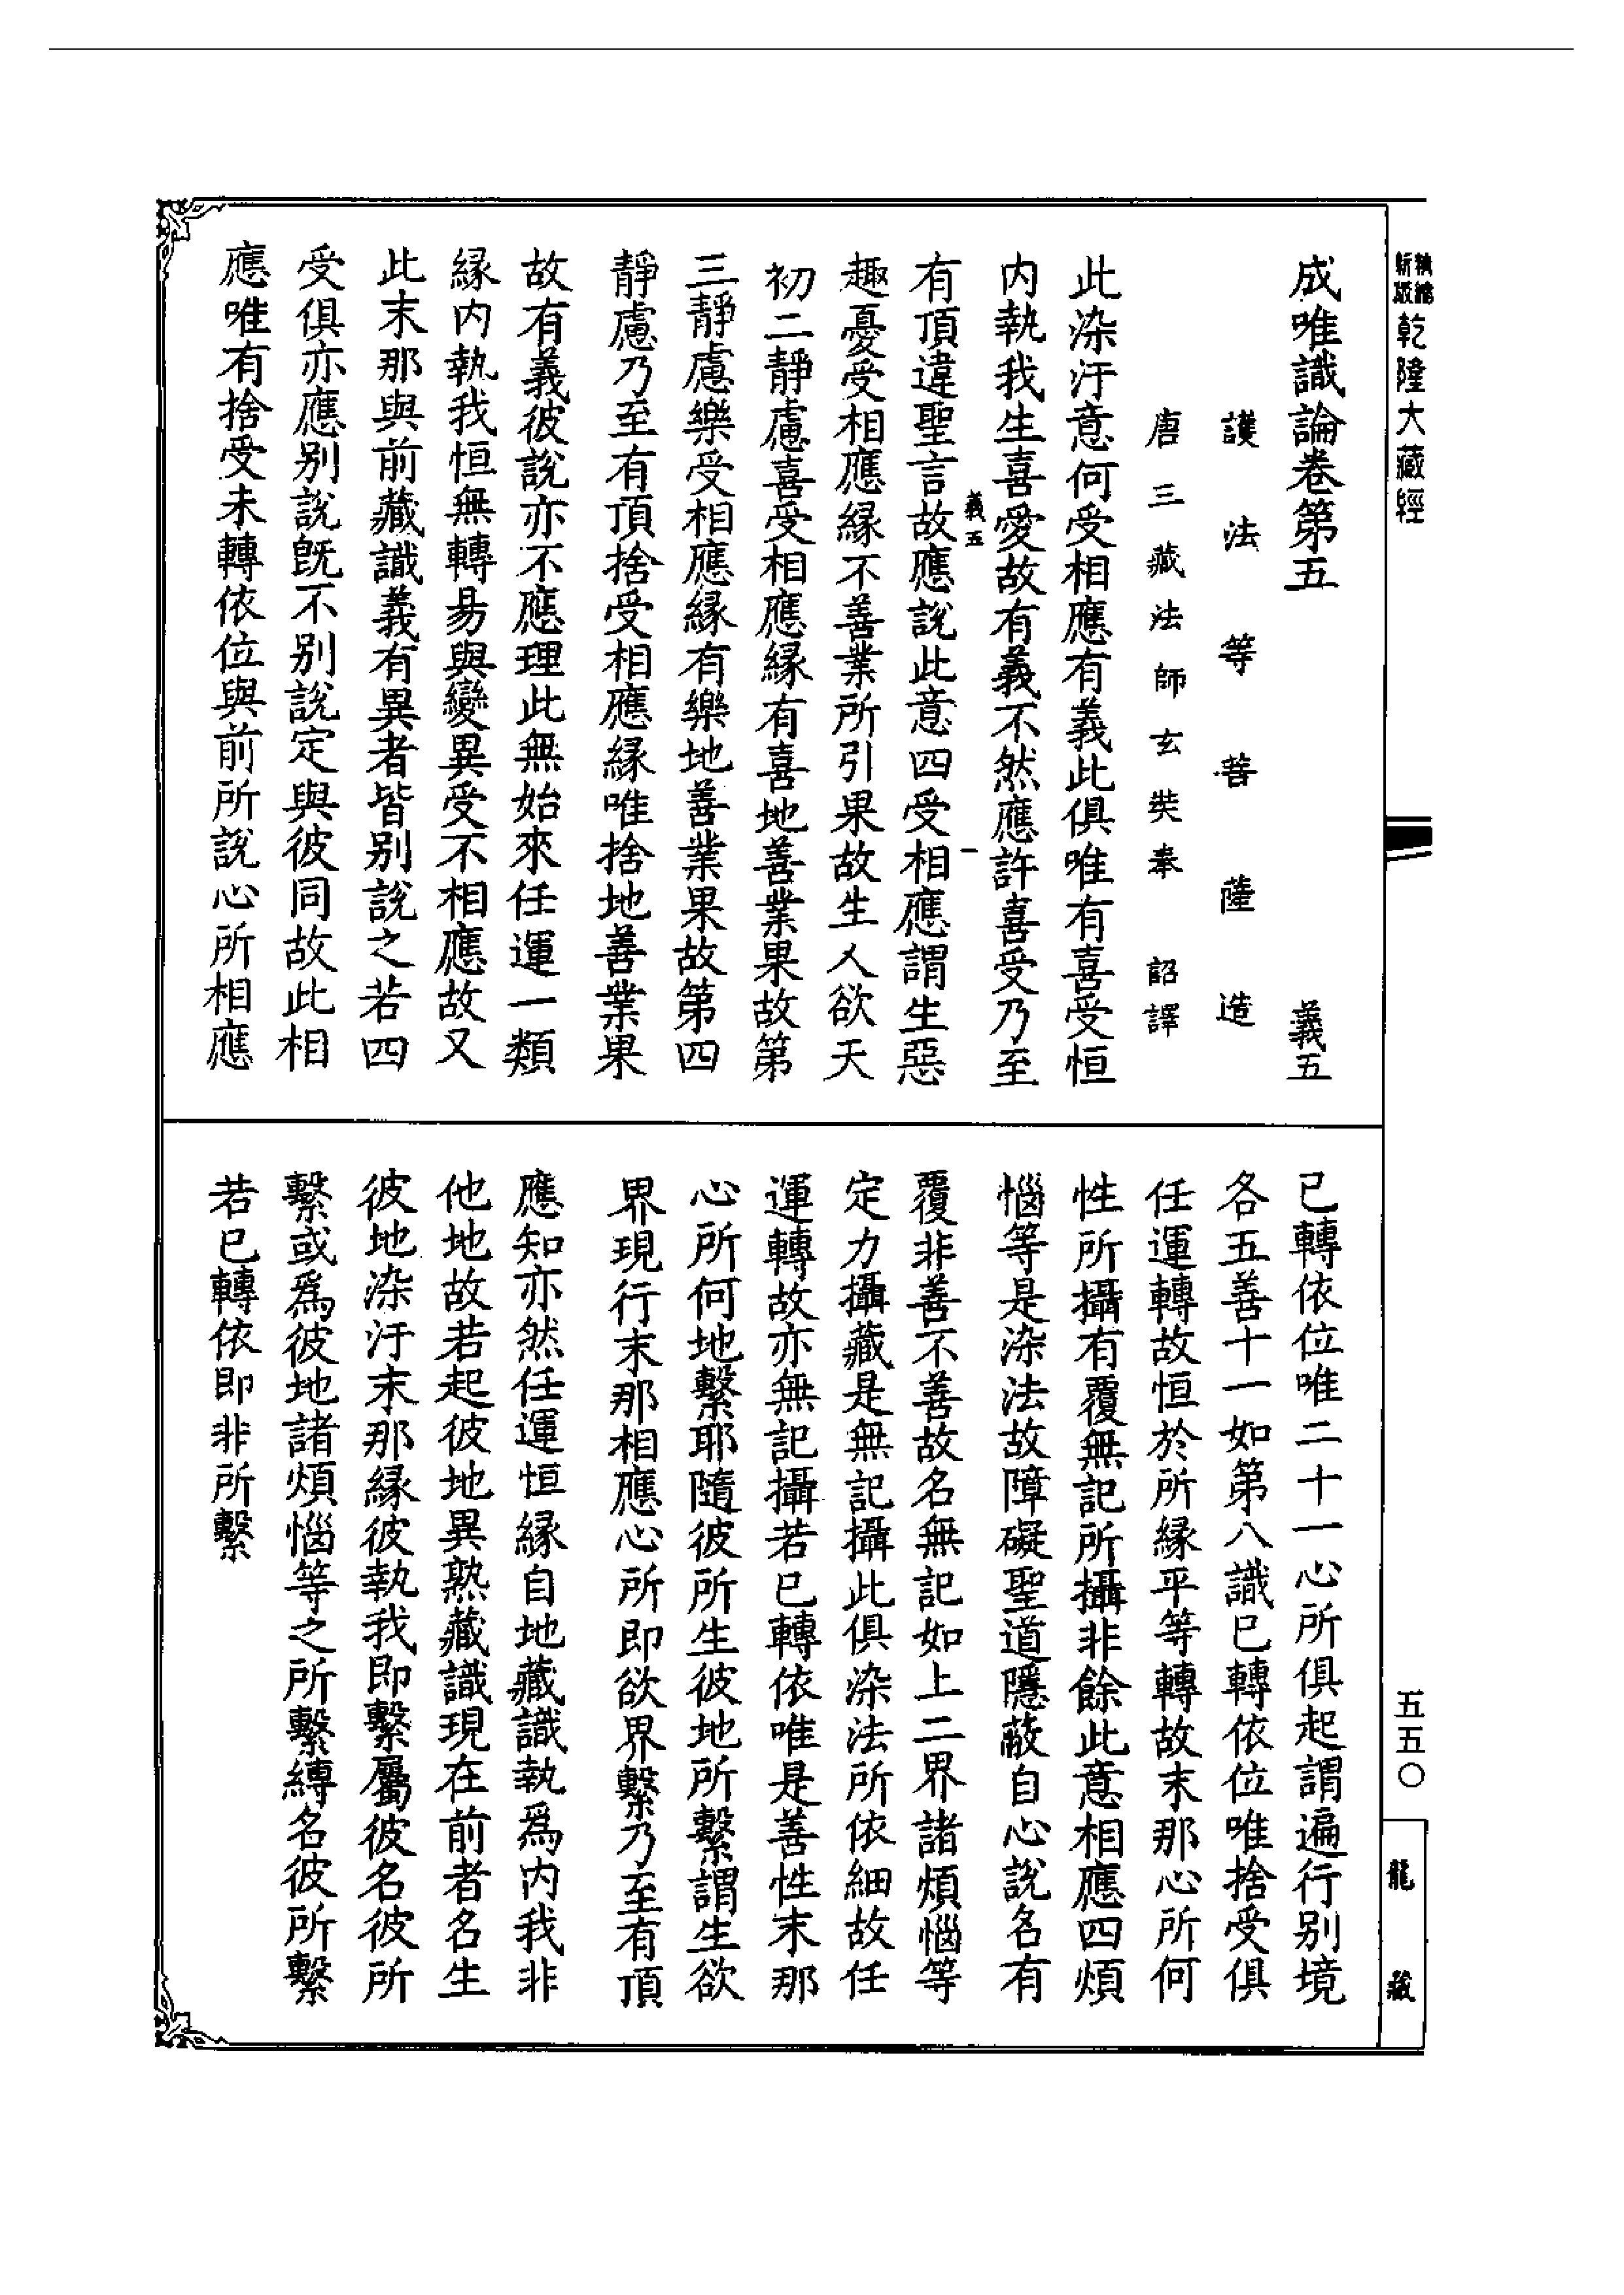 新版精縮乾隆大藏經
成唯識論卷第五 義五
護法等菩薩造
唐三藏法師玄奘奉 詔譯
此染汙意何受相應有義此俱唯有喜受恒
内執我生喜愛故有義不然應許喜受乃至
義五 一
有頂違聖言故應說此意四受相應謂生惡
趣憂受相應緣不善業所引果故生人欲天
初二靜慮喜受相應緣有喜地善業果故第
三靜慮樂受相應緣有樂地善業果故第四
靜慮乃至有頂捨受相應緣唯捨地善業果
故有義彼說亦不應理此無始來任運一類
緣内執我恒無轉易與變異受不相應故又
此末那與前藏識義有異者皆别說之若四
受俱亦應别說旣不别說定與彼同故此相
應唯有捨受未轉依位與前所說心所相應
已轉依位唯二十一心所俱起謂遍行别境
各五善十一如第八識已轉依位唯捨受俱
任運轉故恒於所緣平等轉故末那心所何
性所攝有覆無記所攝非餘此意相應四煩
惱等是染法故障礙聖道隱蔽自心說名有
覆非善不善故名無記如上二界諸煩惱等
定力攝藏是無記攝此俱染法所依細故任
運轉故亦無記攝若已轉依唯是善性末那
心所何地繫耶隨彼所生彼地所繫謂生欲
界現行末那相應心所即欲界繫乃至有頂
應知亦然任運恒緣自地藏識執爲内我非
他地故若起彼地異熟藏識現在前者名生
彼地染汙末那緣彼執我即繫屬彼名彼所
繫或爲彼地諸煩惱等之所繫縛名彼所繫
若已轉依即非所繫
五五〇
龍藏